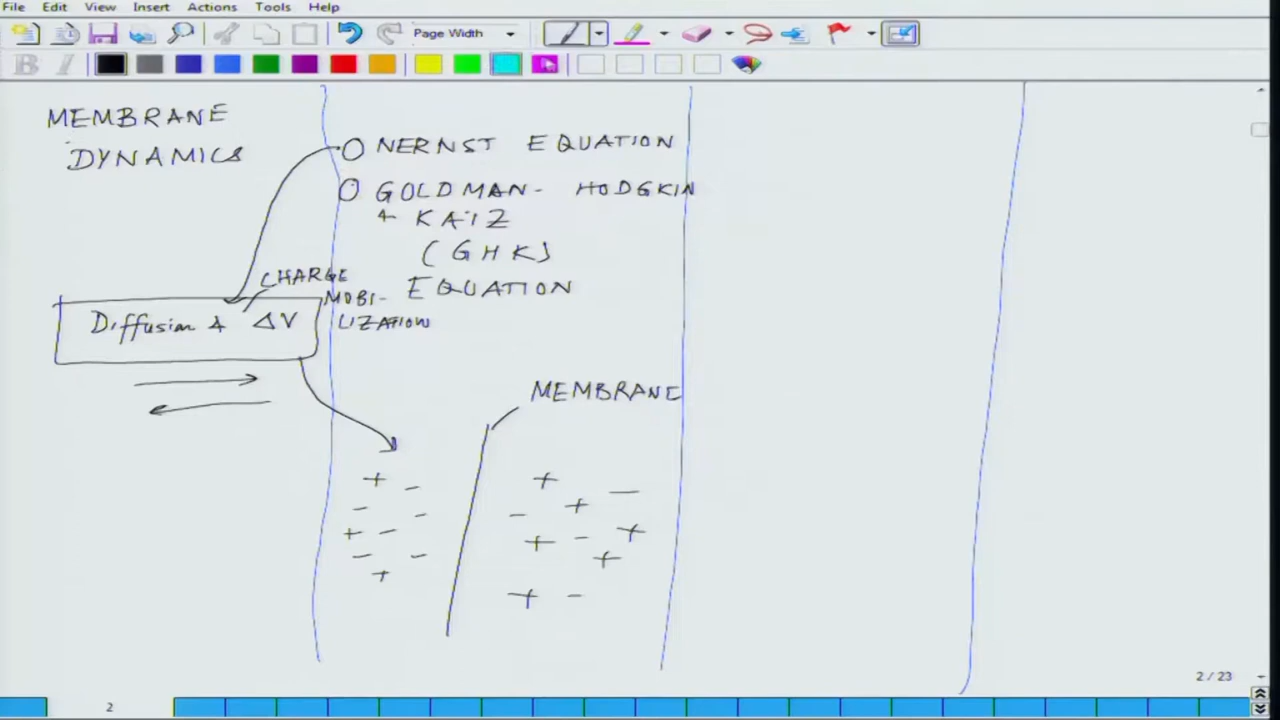 File Edit View Insert Actions Tools Help
Page Width
B I
MEMBRANE
DYNAMICS
NERNST EQUATION
GOLDMAN- HODGKIN
+ KATZ
(GHK)
EQUATION
CHARGE
MOBI-
LIZATION
Diffusion & ΔV
MEMBRANE
+ -
- -
+ -
- -
+
+ -
- +
+ - +
+
+ -
2 / 23
2